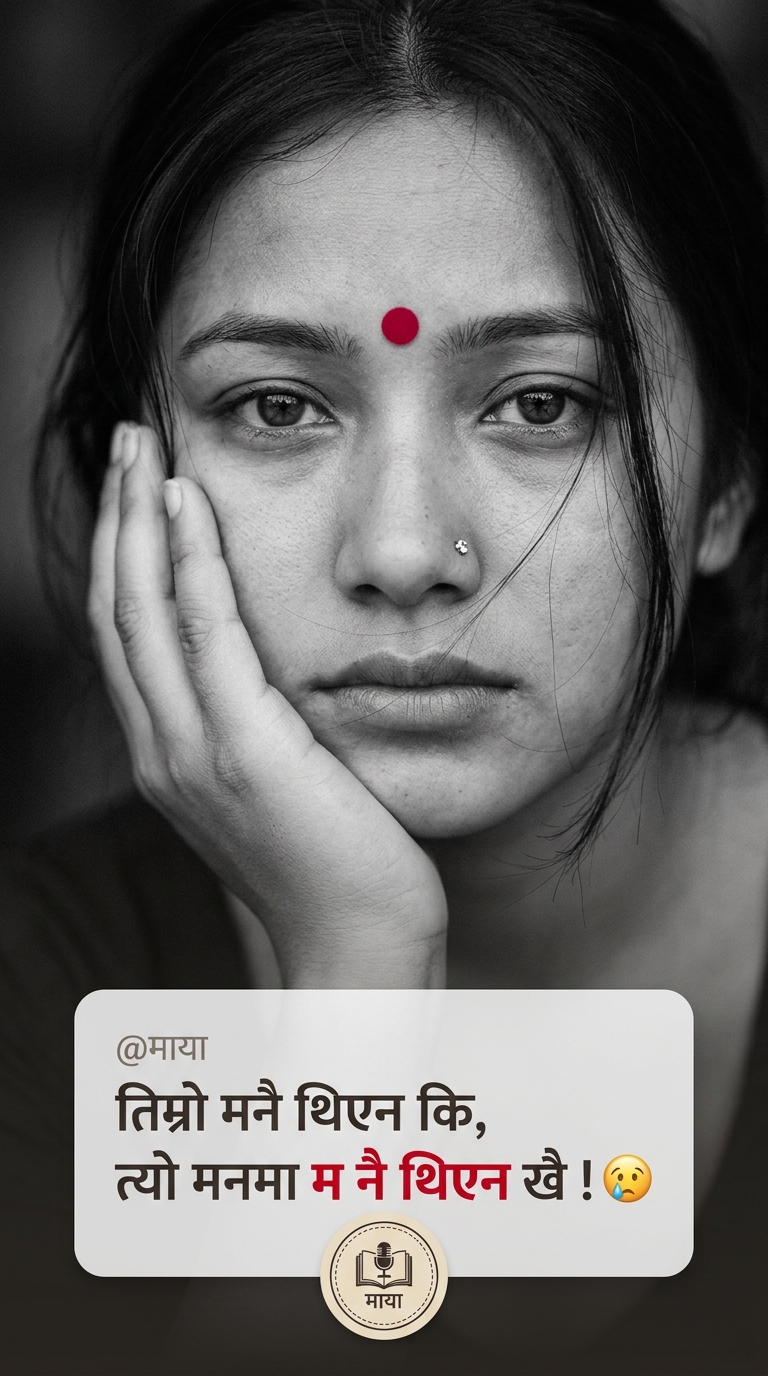 @माया
तिम्रो मनै थिएन कि,
त्यो मनमा म नै थिएन खै ! 😢
माया